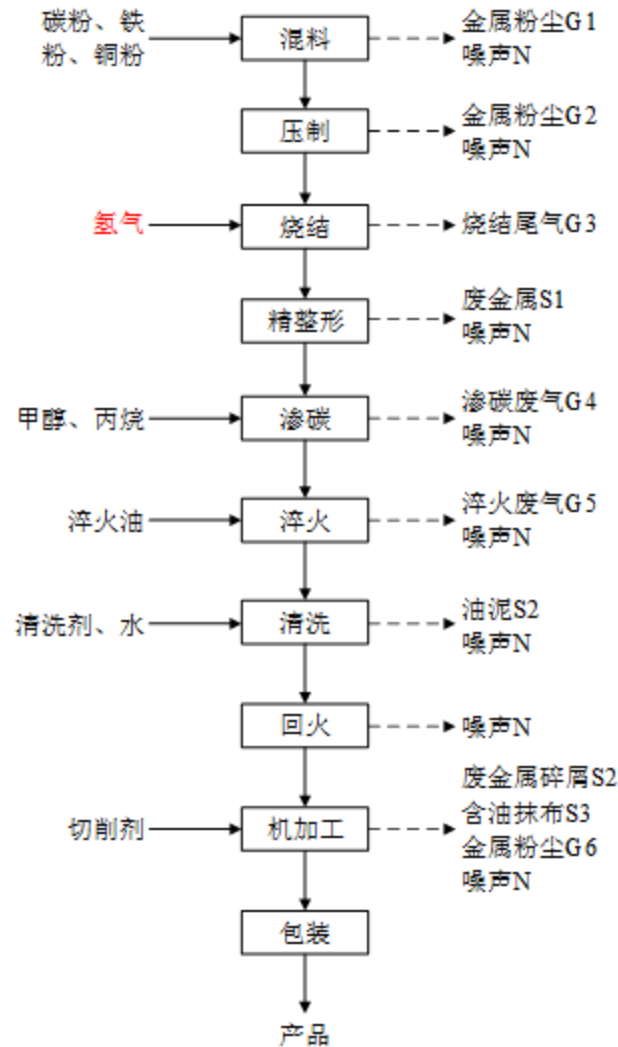 碳粉、铁
粉、铜粉
混料
金属粉尘G1
噪声N
压制
金属粉尘G2
噪声N
氢气
烧结
烧结尾气G3
精整形
废金属S1
噪声N
甲醇、丙烷
渗碳
渗碳废气G4
噪声N
淬火油
淬火
淬火废气G5
噪声N
清洗剂、水
清洗
油泥S2
噪声N
回火
噪声N
切削剂
机加工
废金属碎屑S2
含油抹布S3
金属粉尘G6
噪声N
包装
产品